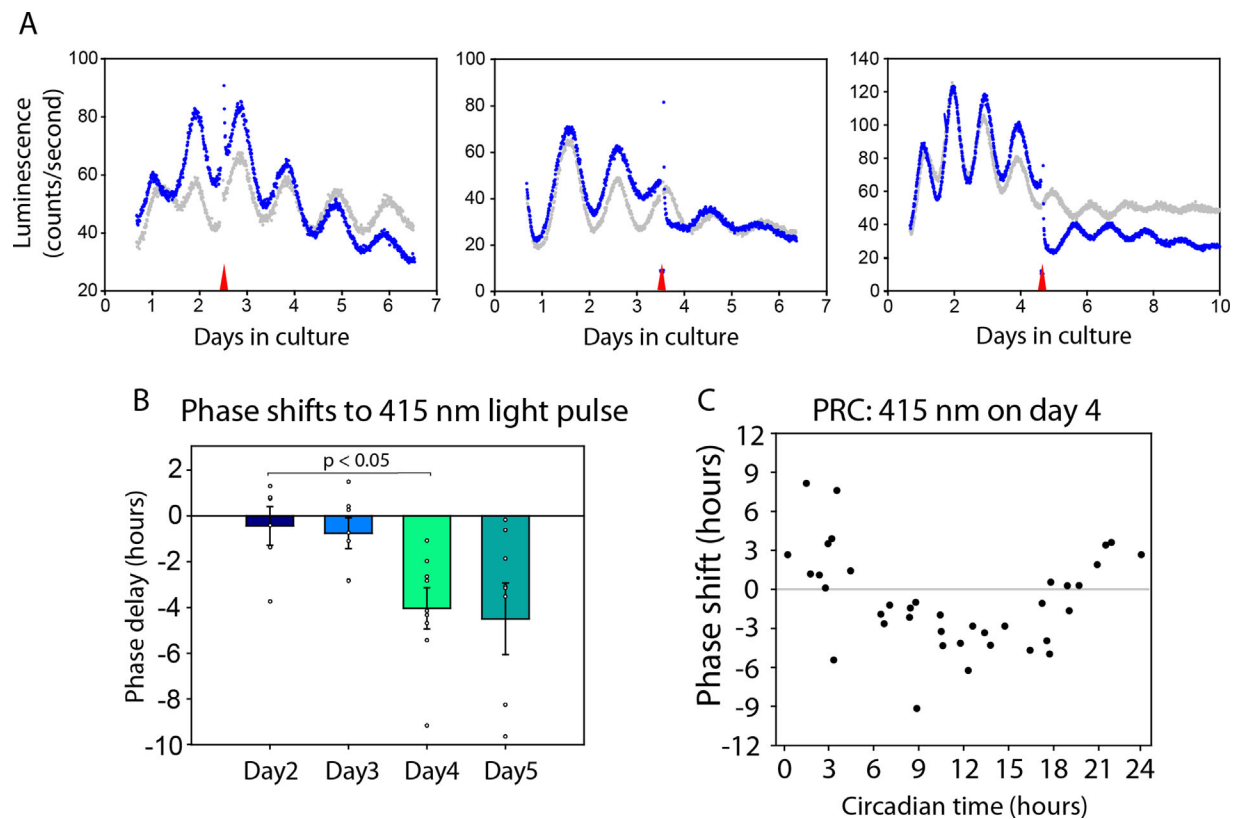 A
Luminescence
(counts/second)
100
80
60
40
20
0 1 2 3 4 5 6 7
Days in culture
100
80
60
40
20
0
0 1 2 3 4 5 6 7
Days in culture
140
120
100
80
60
40
20
0
0 2 4 6 8 10
Days in culture
B
Phase shifts to 415 nm light pulse
p < 0.05
Phase delay (hours)
2
0
-2
-4
-6
-8
-10
Day2 Day3 Day4 Day5
C
PRC: 415 nm on day 4
Phase shift (hours)
12
9
6
3
0
-3
-6
-9
-12
0 3 6 9 12 15 18 21 24
Circadian time (hours)